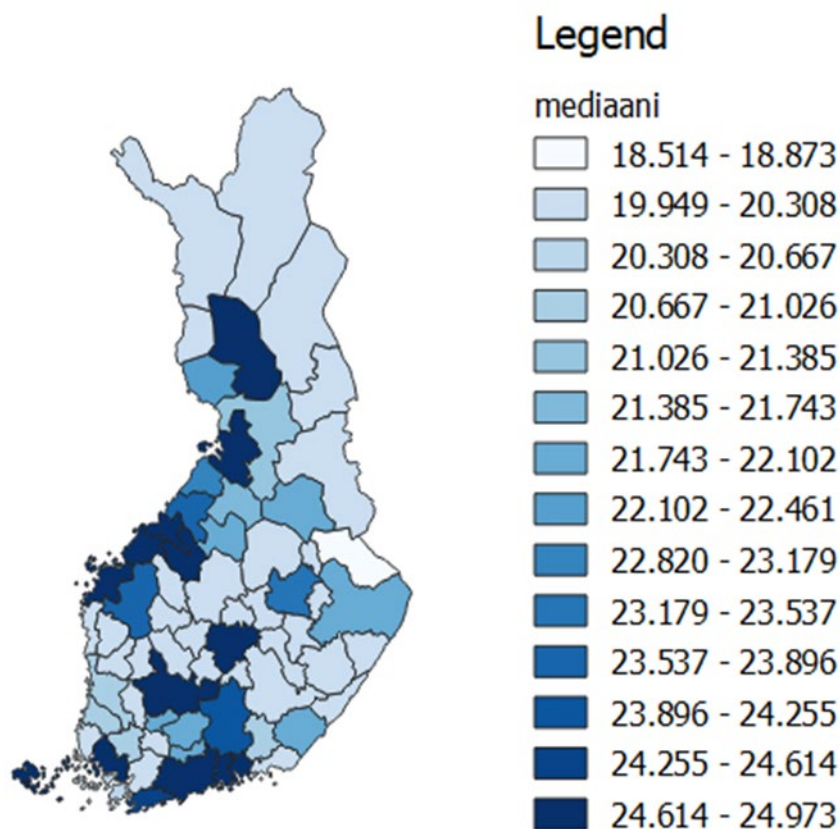 Legend
mediaani
18.514 - 18.873
19.949 - 20.308
20.308 - 20.667
20.667 - 21.026
21.026 - 21.385
21.385 - 21.743
21.743 - 22.102
22.102 - 22.461
22.820 - 23.179
23.179 - 23.537
23.537 - 23.896
23.896 - 24.255
24.255 - 24.614
24.614 - 24.973